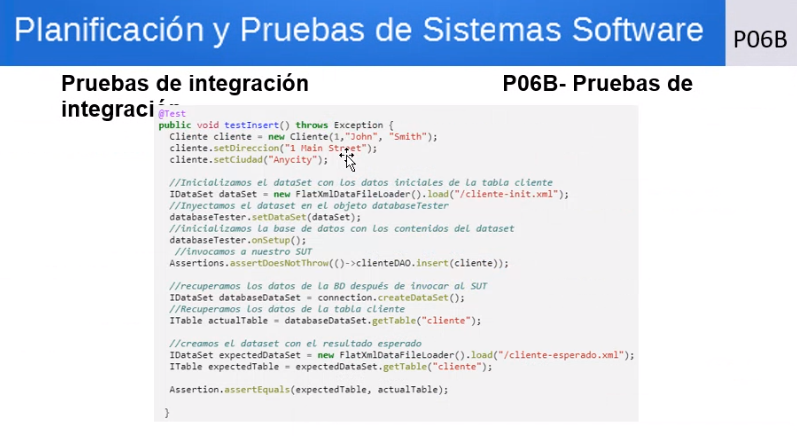 Planificación y Pruebas de Sistemas Software
P06B
Pruebas de integración P06B- Pruebas de
integración
@Test
public void testInsert() throws Exception {
Cliente cliente = new Cliente(1,"John", "Smith");
cliente.setDireccion("1 Main Street");
cliente.setCiudad("Anycity");
//Inicializamos el dataSet con los datos iniciales de la tabla cliente
IDataSet dataSet = new FlatXmlDataFileLoader().load("/cliente-init.xml");
//Inyectamos el dataset en el objeto databaseTester
databaseTester.setDataSet(dataSet);
//inicializamos la base de datos con los contenidos del dataset
databaseTester.onSetup();
//invocamos a nuestro SUT
Assertions.assertDoesNotThrow(()->clienteDAO.insert(cliente));
//recuperamos los datos de la BD después de invocar al SUT
IDataSet databaseDataSet = connection.createDataSet();
//Recuperamos los datos de la tabla cliente
ITable actualTable = databaseDataSet.getTable("cliente");
//creamos el dataset con el resultado esperado
IDataSet expectedDataSet = new FlatXmlDataFileLoader().load("/cliente-esperado.xml");
ITable expectedTable = expectedDataSet.getTable("cliente");
Assertion.assertEquals(expectedTable, actualTable);
}